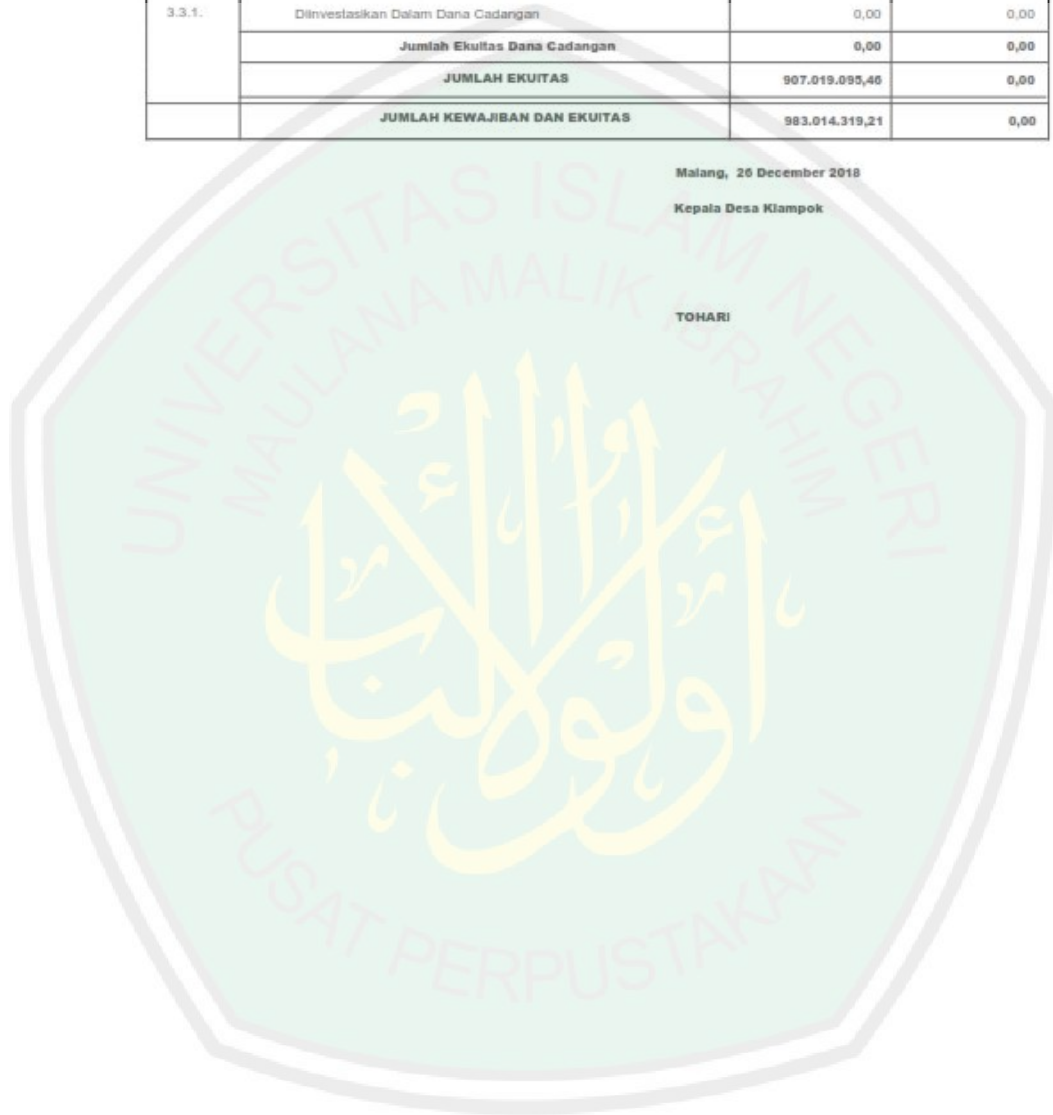 3.3.1. Diinvestasikan Dalam Dana Cadangan 0,00 0,00
Jumlah Ekuitas Dana Cadangan 0,00 0,00
JUMLAH EKUITAS 907.019.095,46 0,00
JUMLAH KEWAJIBAN DAN EKUITAS 983.014.319,21 0,00
Malang, 26 December 2018
Kepala Desa Klampok
TOHARI
UNIVERSITAS ISLAM NEGERI
MAULANA MALIK IBRAHIM
أولوا الألباب
PUSAT PERPUSTAKAAN